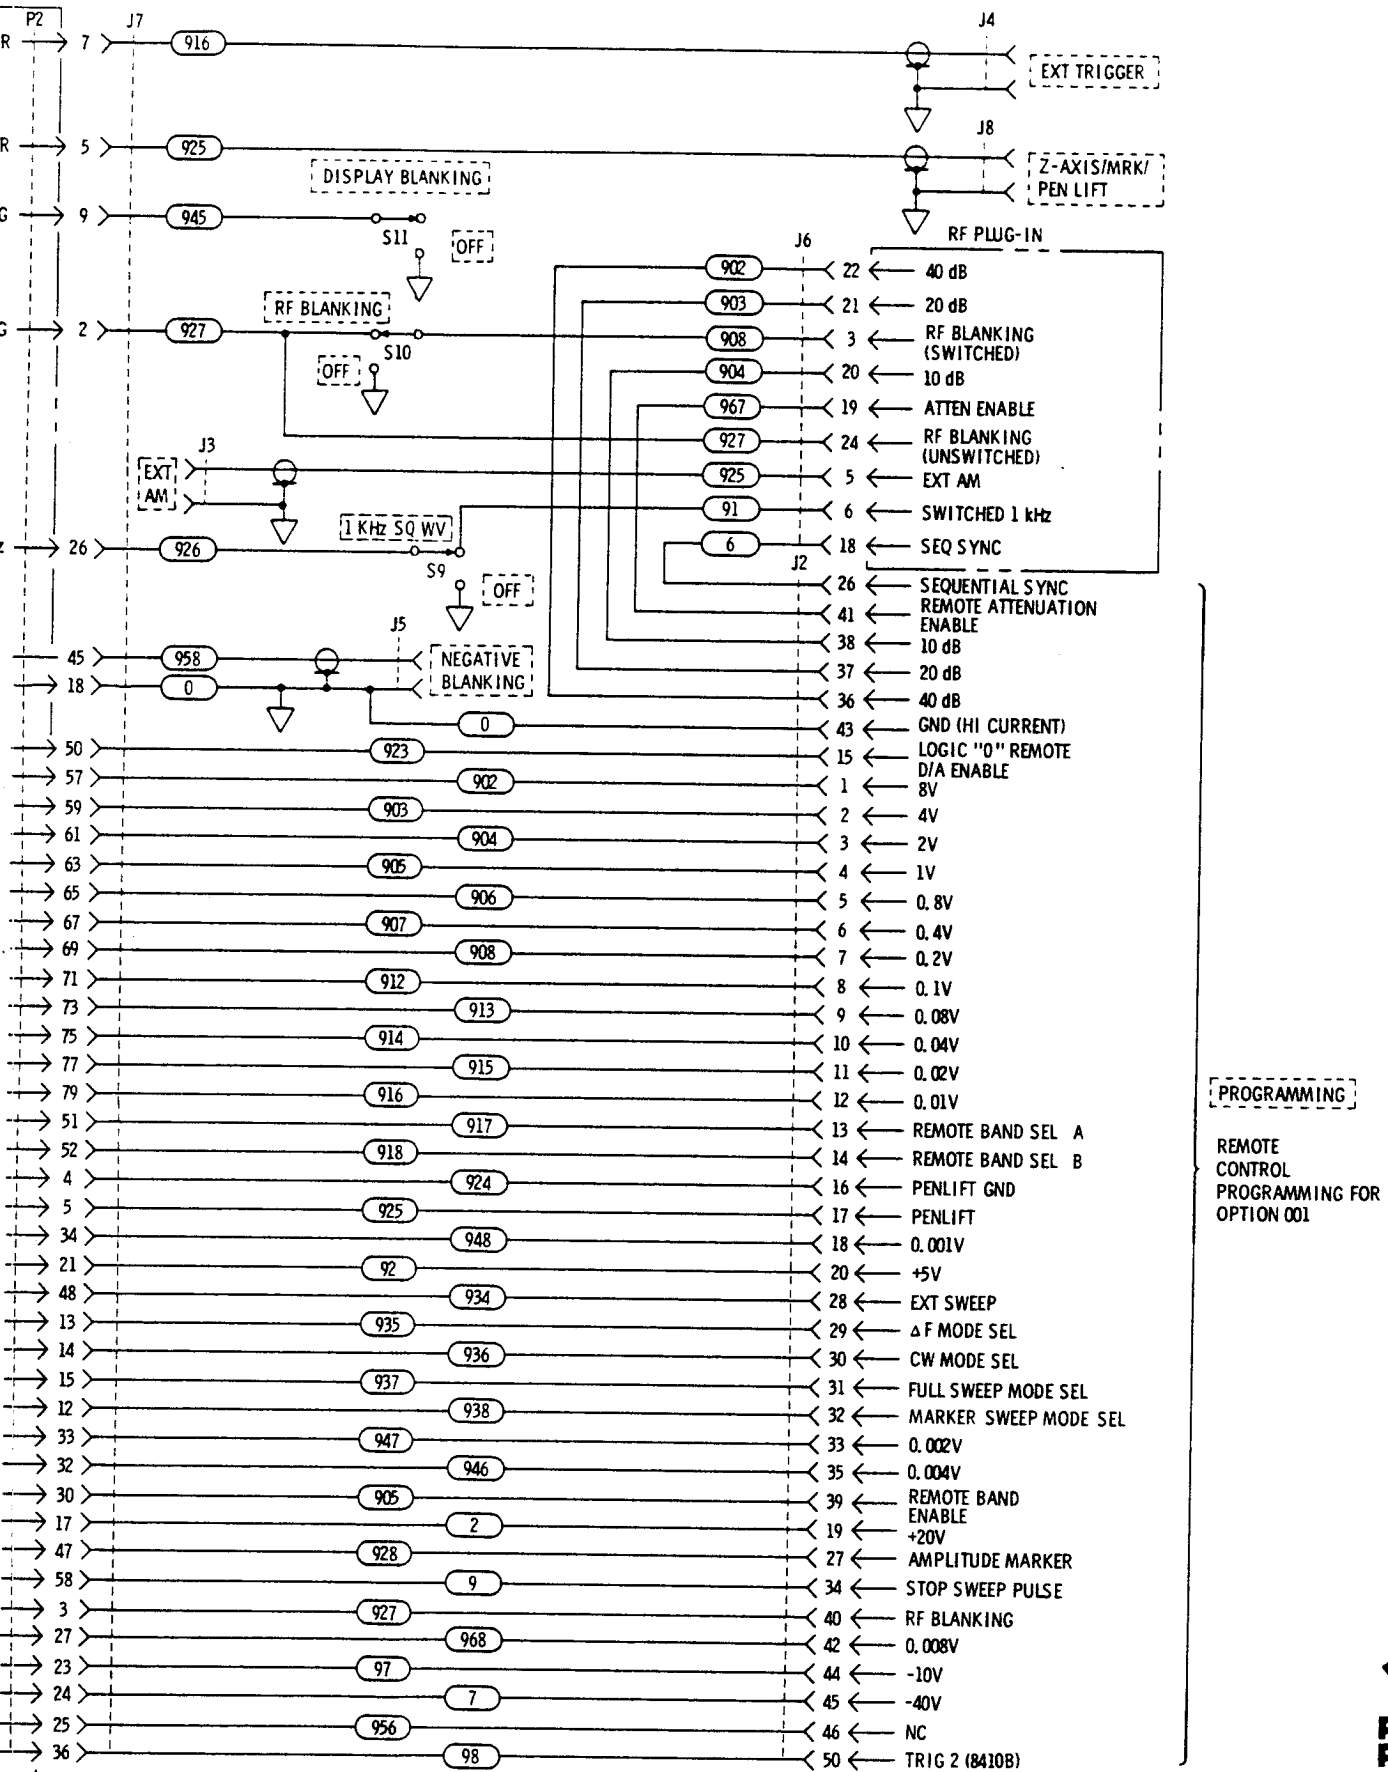 P2 J7 J4
R 7 916
EXT TRIGGER
J8
R 5 925
Z-AXIS/MRK/
PEN LIFT
DISPLAY BLANKING
G 9 945
S11
OFF
RF PLUG-IN
J6
902 22 40 dB
903 21 20 dB
RF BLANKING
G 2 927
S10
OFF
908 3 RF BLANKING
(SWITCHED)
904 20 10 dB
967 19 ATTEN ENABLE
927 24 RF BLANKING
(UNSWITCHED)
J3
EXT
AM
925 5 EXT AM
91 6 SWITCHED 1 kHz
1 KHz SQ WV
Z 26 926
S9
OFF
6 18 SEQ SYNC
J2
26 SEQUENTIAL SYNC
41 REMOTE ATTENUATION
ENABLE
38 10 dB
37 20 dB
36 40 dB
J5
45 958
18 0
NEGATIVE
BLANKING
0 43 GND (HI CURRENT)
50 923 15 LOGIC "0" REMOTE
D/A ENABLE
57 902 1 8V
59 903 2 4V
61 904 3 2V
63 905 4 1V
65 906 5 0.8V
67 907 6 0.4V
69 908 7 0.2V
71 912 8 0.1V
73 913 9 0.08V
75 914 10 0.04V
77 915 11 0.02V
79 916 12 0.01V
51 917 13 REMOTE BAND SEL A
52 918 14 REMOTE BAND SEL B
4 924 16 PENLIFT GND
5 925 17 PENLIFT
34 948 18 0.001V
21 92 20 +5V
48 934 28 EXT SWEEP
13 935 29 ΔF MODE SEL
14 936 30 CW MODE SEL
15 937 31 FULL SWEEP MODE SEL
12 938 32 MARKER SWEEP MODE SEL
33 947 33 0.002V
32 946 35 0.004V
30 905 39 REMOTE BAND
ENABLE
17 2 19 +20V
47 928 27 AMPLITUDE MARKER
58 9 34 STOP SWEEP PULSE
3 927 40 RF BLANKING
27 968 42 0.008V
23 97 44 -10V
24 7 45 -40V
25 956 46 NC
36 98 50 TRIG 2 (8410B)
PROGRAMMING
REMOTE
CONTROL
PROGRAMMING FOR
OPTION 001